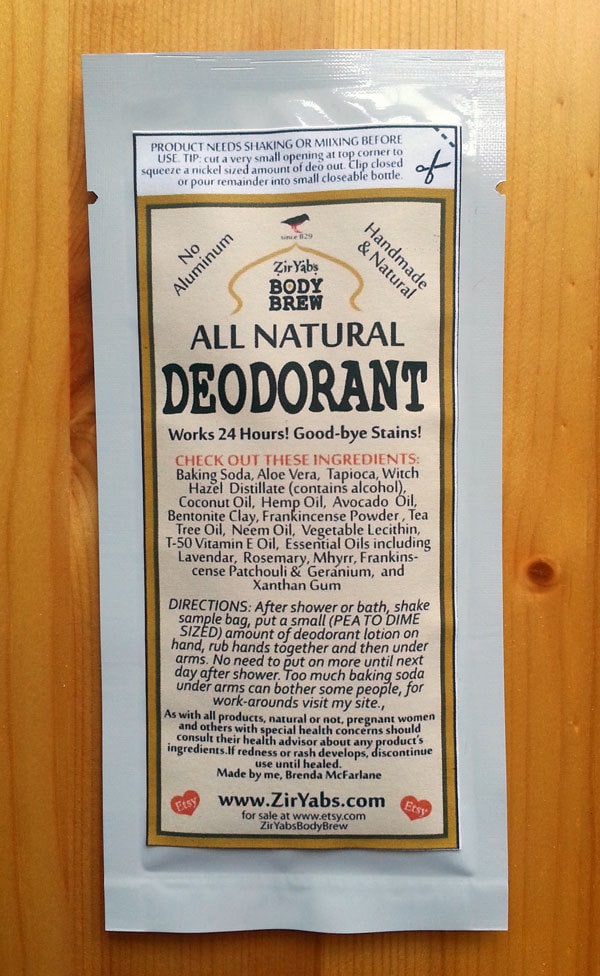 PRODUCT NEEDS SHAKING OR MIIXING BEFORE
USE. TIP: cut a very small opening at top corner to
squeeze a nickel sized amount of deo out. Clip closed
or pour remainder into small closeable bottle.
since 829
No
Aluminum
Handmade
& Natural
ZirYabs
BODY
BREW
ALL NATURAL
DEODORANT
Works 24 Hours! Good-bye Stains!
CHECK OUT THESE INGREDIENTS:
Baking Soda, Aloe Vera, Tapioca, Witch
Hazel Distillate (contains alcohol),
Coconut Oil, Hemp Oil, Avocado Oil,
Bentonite Clay, Frankincense Powder, Tea
Tree Oil, Neem Oil, Vegetable Lecithin,
T-50 Vitamin E Oil, Essential Oils including
Lavendar, Rosemary, Mhyrr, Frankins-
cense Patchouli & Geranium, and
Xanthan Gum
DIRECTIONS: After shower or bath, shake
sample bag, put a small (PEA TO DIME
SIZED) amount of deodorant lotion on
hand, rub hands together and then under
arms. No need to put on more until next
day after shower. Too much baking soda
under arms can bother some people, for
work-arounds visit my site.,
As with all products, natural or not, pregnant women
and others with special health concerns should
consult their health advisor about any product's
ingredients.If redness or rash develops, discontinue
use until healed.
Made by me, Brenda McFarlane
Etsy
www.ZirYabs.com
Etsy
for sale at www.etsy.com
ZirYabsBodyBrew